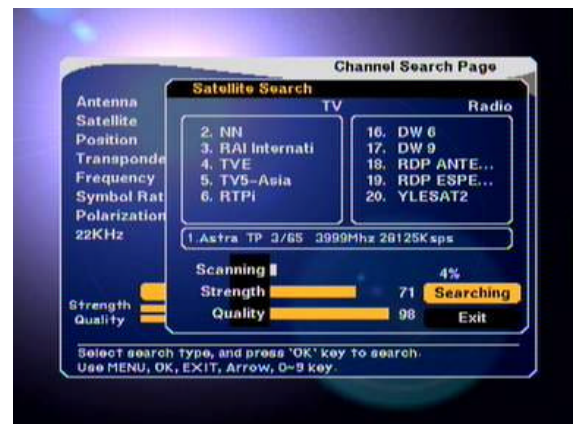 Channel Search Page
Satellite Search
TV Radio
Antenna
Satellite
Position
Transponde
Frequency
Symbol Rat
Polarization
22KHz
2. NN
3. RAI Internati
4. TVE
5. TV5-Asia
6. RTPi
16. DW 6
17. DW 9
18. RDP ANTE...
19. RDP ESPE...
20. YLESAT2
1.Astra TP 3/65 3999Mhz 28125Ksps
Scanning 4%
Strength 71 Searching
Quality 98 Exit
Strength
Quality
Select search type, and press 'OK' key to search.
Use MENU, OK, EXIT, Arrow, 0~9 key.